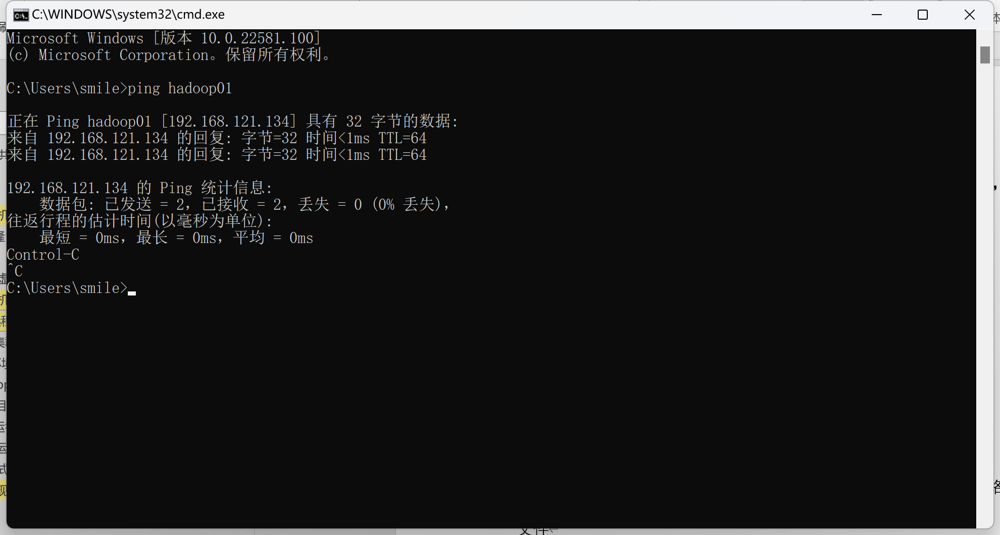 C:\WINDOWS\system32\cmd.exe
Microsoft Windows [版本 10.0.22581.100]
(c) Microsoft Corporation。保留所有权利。
C:\Users\smile>ping hadoop01
正在 Ping hadoop01 [192.168.121.134] 具有 32 字节的数据:
来自 192.168.121.134 的回复: 字节=32 时间<1ms TTL=64
来自 192.168.121.134 的回复: 字节=32 时间<1ms TTL=64
192.168.121.134 的 Ping 统计信息:
数据包: 已发送 = 2，已接收 = 2，丢失 = 0 (0% 丢失)，
往返行程的估计时间(以毫秒为单位):
最短 = 0ms，最长 = 0ms，平均 = 0ms
Control-C
^C
C:\Users\smile>
文件